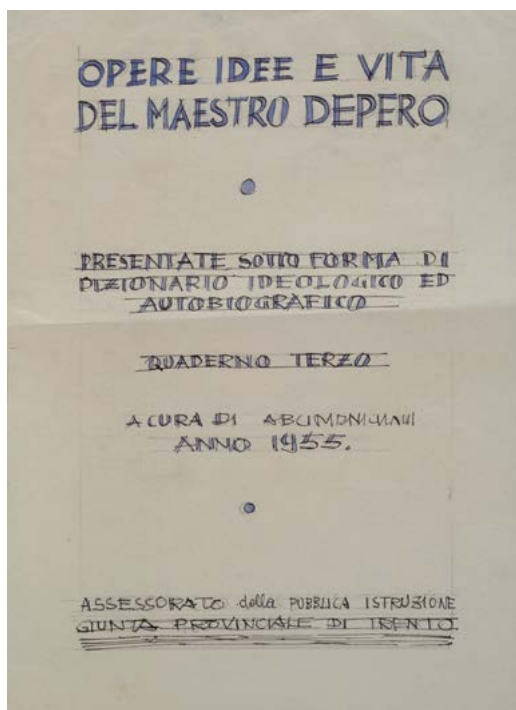 OPERE IDEE E VITA
DEL MAESTRO DEPERO
PRESENTATE SOTTO FORMA DI
DIZIONARIO IDEOLOGICO ED
AUTOBIOGRAFICO
QUADERNO TERZO
A CURA DI
ANNO 1955.
ASSESSORATO della PUBBLICA ISTRUZIONE
GIUNTA PROVINCIALE DI TRENTO